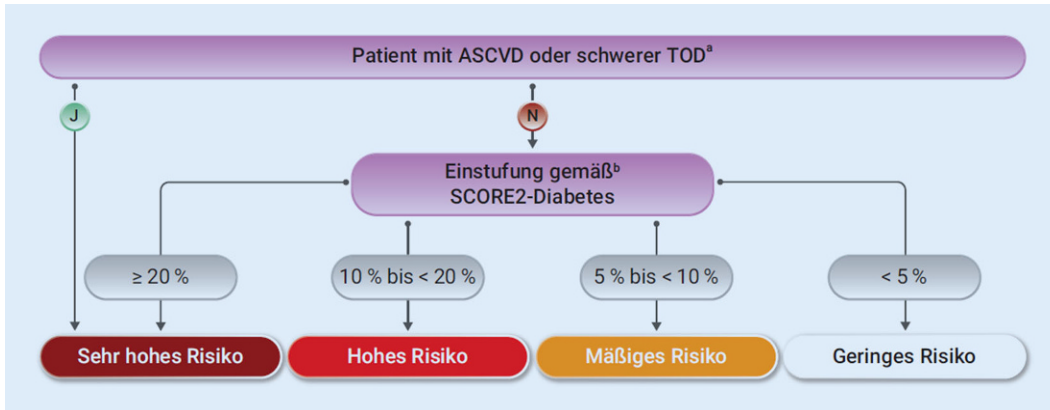 Patient mit ASCVD oder schwerer TODᵃ
J
N
Einstufung gemäßᵇ
SCORE2-Diabetes
≥ 20 %
10 % bis < 20 %
5 % bis < 10 %
< 5 %
Sehr hohes Risiko
Hohes Risiko
Mäßiges Risiko
Geringes Risiko